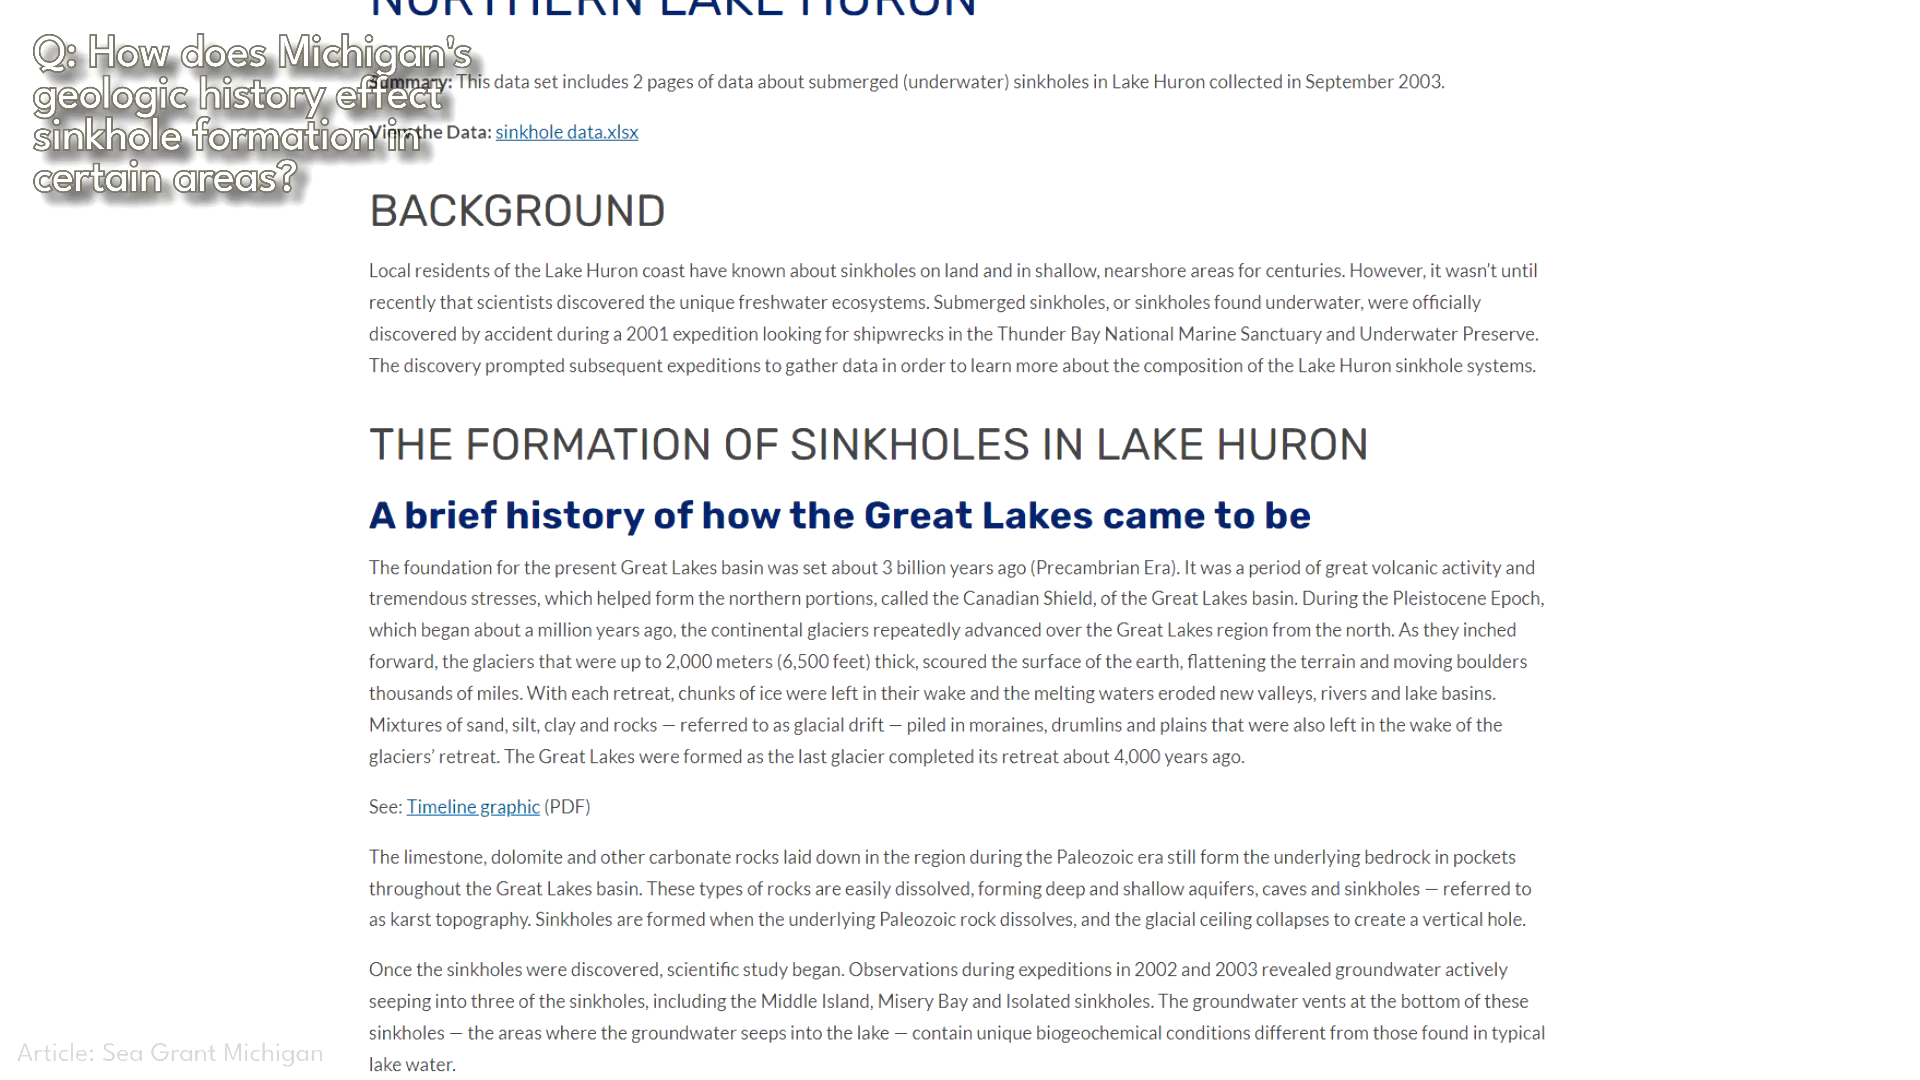 NORTHERN LAKE HURON
Q: How does Michigan's
geologic history effect
sinkhole formation in
certain areas?
Summary: This data set includes 2 pages of data about submerged (underwater) sinkholes in Lake Huron collected in September 2003.
View the Data: sinkhole data.xlsx
BACKGROUND
Local residents of the Lake Huron coast have known about sinkholes on land and in shallow, nearshore areas for centuries. However, it wasn't until
recently that scientists discovered the unique freshwater ecosystems. Submerged sinkholes, or sinkholes found underwater, were officially
discovered by accident during a 2001 expedition looking for shipwrecks in the Thunder Bay National Marine Sanctuary and Underwater Preserve.
The discovery prompted subsequent expeditions to gather data in order to learn more about the composition of the Lake Huron sinkhole systems.
THE FORMATION OF SINKHOLES IN LAKE HURON
A brief history of how the Great Lakes came to be
The foundation for the present Great Lakes basin was set about 3 billion years ago (Precambrian Era). It was a period of great volcanic activity and
tremendous stresses, which helped form the northern portions, called the Canadian Shield, of the Great Lakes basin. During the Pleistocene Epoch,
which began about a million years ago, the continental glaciers repeatedly advanced over the Great Lakes region from the north. As they inched
forward, the glaciers that were up to 2,000 meters (6,500 feet) thick, scoured the surface of the earth, flattening the terrain and moving boulders
thousands of miles. With each retreat, chunks of ice were left in their wake and the melting waters eroded new valleys, rivers and lake basins.
Mixtures of sand, silt, clay and rocks — referred to as glacial drift — piled in moraines, drumlins and plains that were also left in the wake of the
glaciers' retreat. The Great Lakes were formed as the last glacier completed its retreat about 4,000 years ago.
See: Timeline graphic (PDF)
The limestone, dolomite and other carbonate rocks laid down in the region during the Paleozoic era still form the underlying bedrock in pockets
throughout the Great Lakes basin. These types of rocks are easily dissolved, forming deep and shallow aquifers, caves and sinkholes — referred to
as karst topography. Sinkholes are formed when the underlying Paleozoic rock dissolves, and the glacial ceiling collapses to create a vertical hole.
Once the sinkholes were discovered, scientific study began. Observations during expeditions in 2002 and 2003 revealed groundwater actively
seeping into three of the sinkholes, including the Middle Island, Misery Bay and Isolated sinkholes. The groundwater vents at the bottom of these
sinkholes — the areas where the groundwater seeps into the lake — contain unique biogeochemical conditions different from those found in typical
lake water.
Article: Sea Grant Michigan